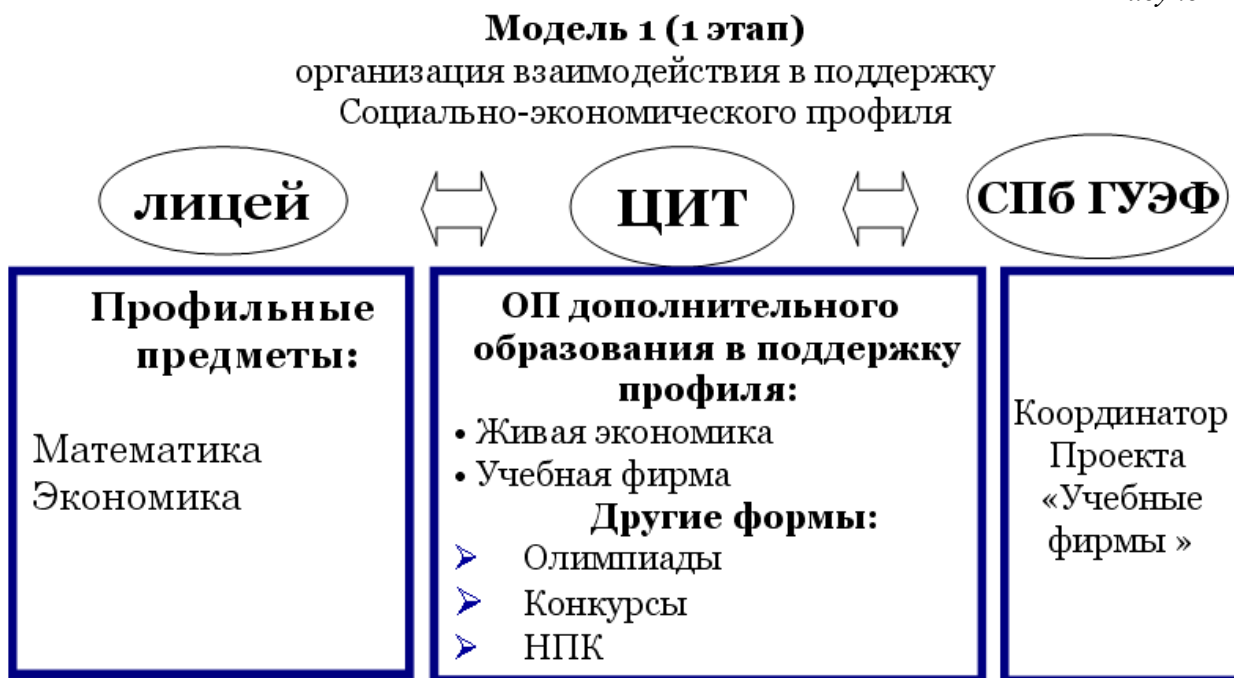 Модель 1 (1 этап)
организация взаимодействия в поддержку
Социально-экономического профиля
лицей
ЦИТ
СПб ГУЭФ
Профильные
предметы:
Математика
Экономика
ОП дополнительного
образования в поддержку
профиля:
• Живая экономика
• Учебная фирма
Другие формы:
➢ Олимпиады
➢ Конкурсы
➢ НПК
Координатор
Проекта
«Учебные
фирмы »